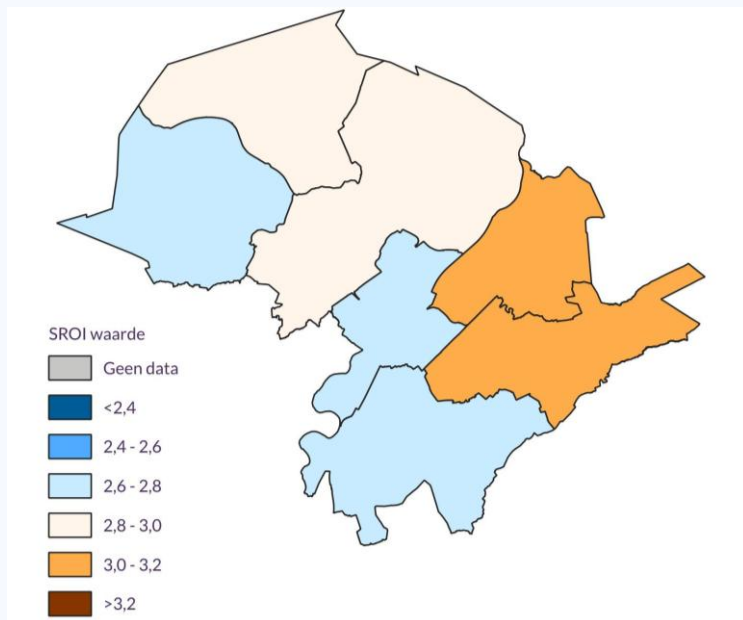 SROI waarde
Geen data
<2,4
2,4 - 2,6
2,6 - 2,8
2,8 - 3,0
3,0 - 3,2
>3,2